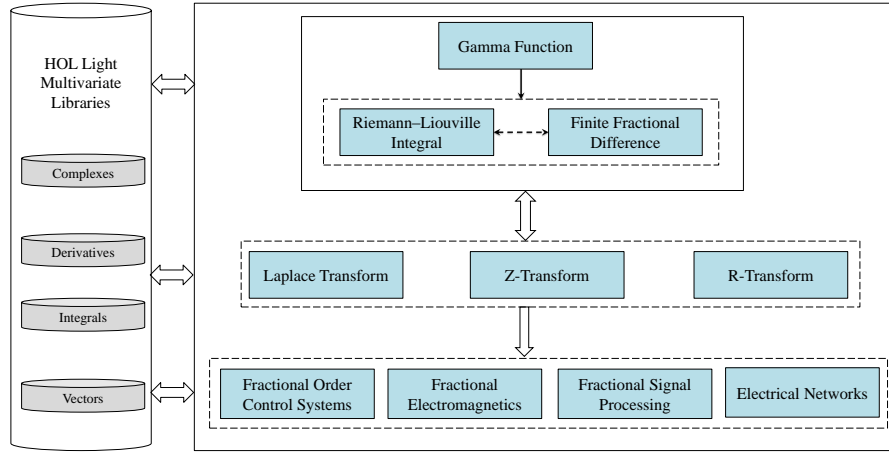 HOL Light
Multivariate
Libraries
Complexes
Derivatives
Integrals
Vectors
Gamma Function
Riemann–Liouville
Integral
Finite Fractional
Difference
Laplace Transform
Z-Transform
R-Transform
Fractional Order
Control Systems
Fractional
Electromagnetics
Fractional Signal
Processing
Electrical Networks